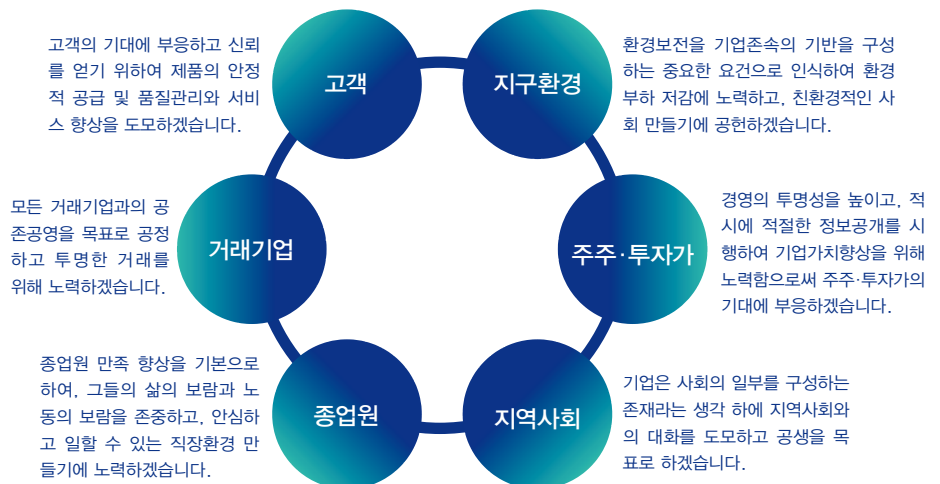 고객의 기대에 부응하고 신뢰
를 얻기 위하여 제품의 안정
적 공급 및 품질관리와 서비
스 향상을 도모하겠습니다.
고객
지구환경
환경보전을 기업존속의 기반을 구성
하는 중요한 요건으로 인식하여 환경
부하 저감에 노력하고, 친환경적인 사
회 만들기에 공헌하겠습니다.
모든 거래기업과의 공
존공영을 목표로 공정
하고 투명한 거래를
위해 노력하겠습니다.
거래기업
주주·투자가
경영의 투명성을 높이고, 적
시에 적절한 정보공개를 시
행하여 기업가치향상을 위해
노력함으로써 주주·투자가의
기대에 부응하겠습니다.
종업원 만족 향상을 기본으로
하여, 그들의 삶의 보람과 노
동의 보람을 존중하고, 안심하
고 일할 수 있는 직장환경 만
들기에 노력하겠습니다.
종업원
지역사회
기업은 사회의 일부를 구성하는
존재라는 생각 하에 지역사회와
의 대화를 도모하고 공생을 목
표로 하겠습니다.